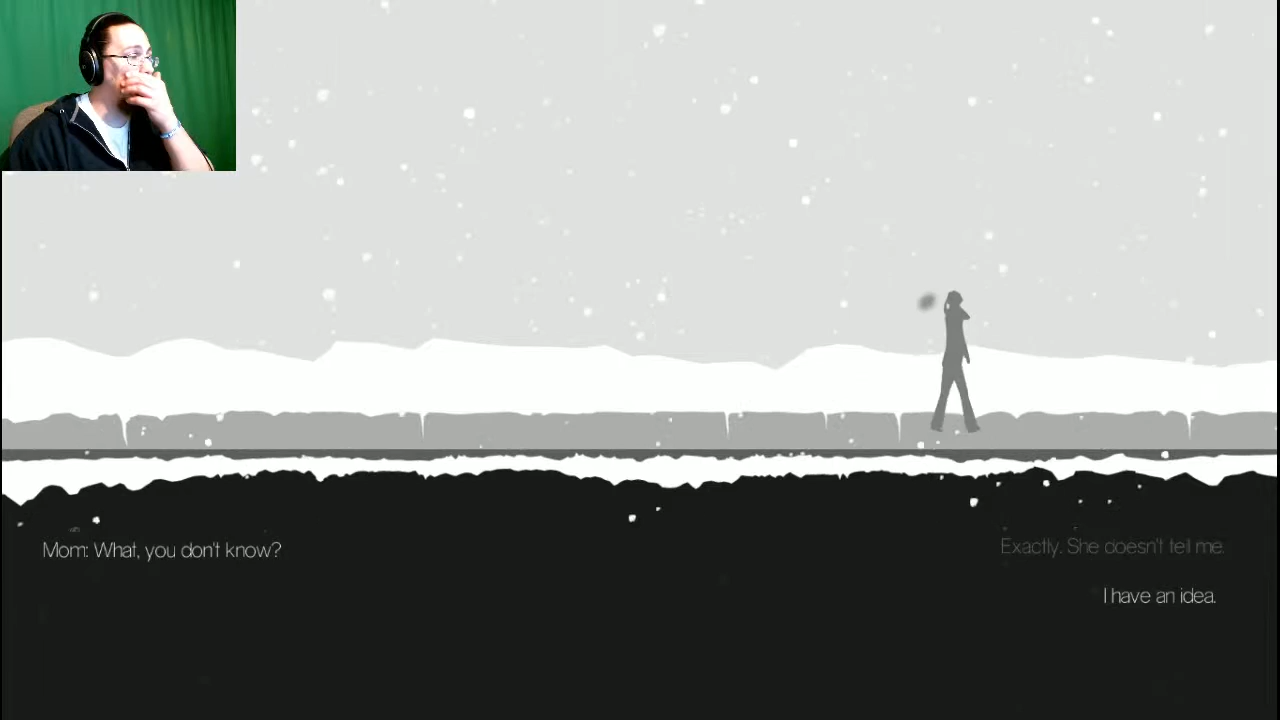 Mom: What, you don't know?
Exactly. She doesn't tell me.
I have an idea.